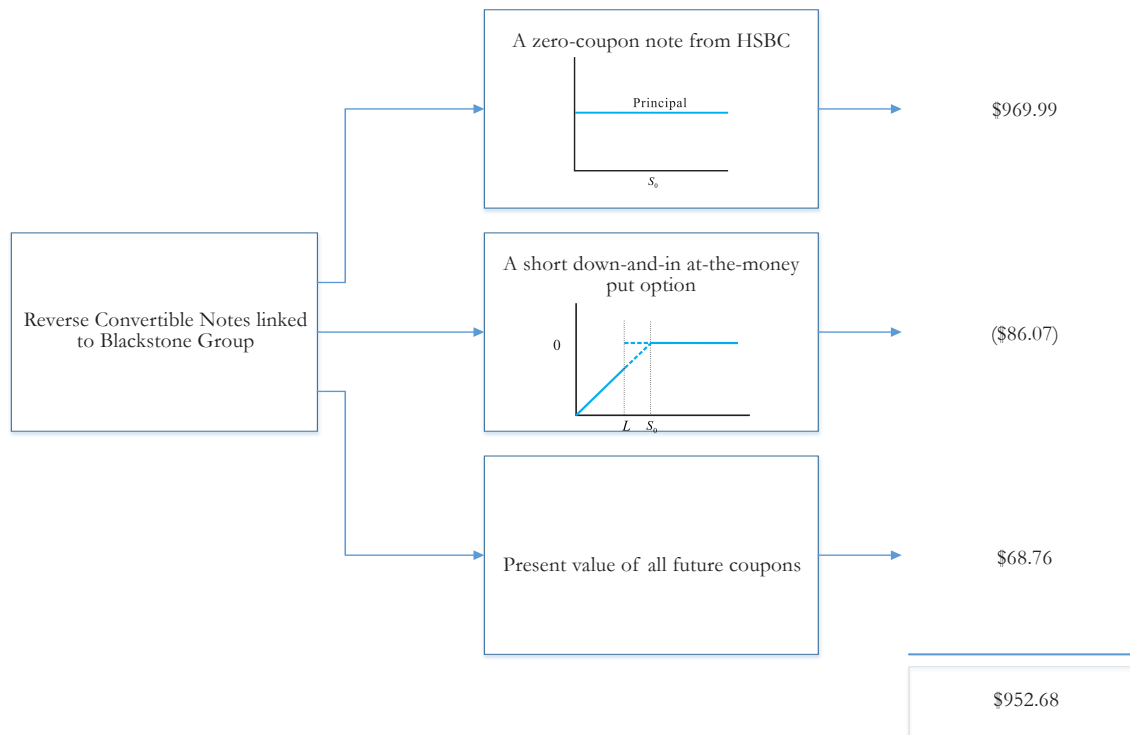 A zero-coupon note from HSBC
Principal
S₀
$969.99
Reverse Convertible Notes linked
to Blackstone Group
A short down-and-in at-the-money
put option
0
L S₀
($86.07)
Present value of all future coupons
$68.76
$952.68